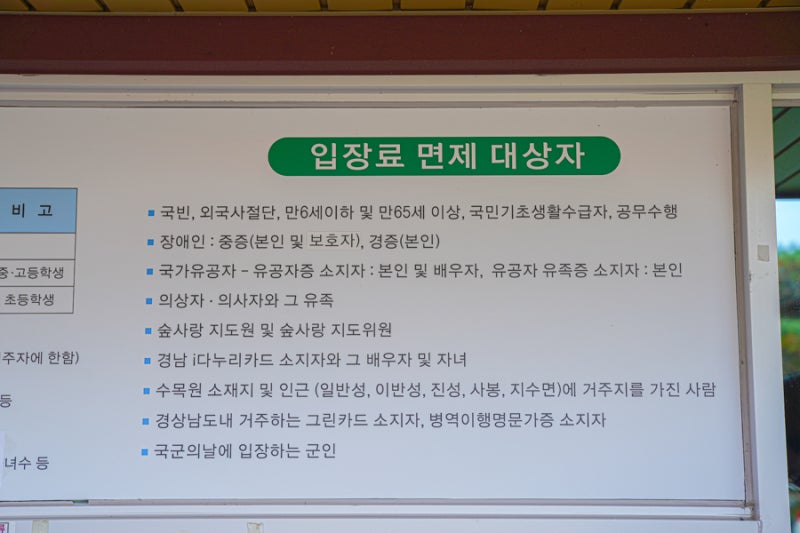 입장료 면제 대상자
비 고
중·고등학생
초등학생
주자에 한함)
등
녀수 등
국빈, 외국사절단, 만6세이하 및 만65세 이상, 국민기초생활수급자, 공무수행
장애인 : 중증(본인 및 보호자), 경증(본인)
국가유공자 – 유공자증 소지자 : 본인 및 배우자, 유공자 유족증 소지자 : 본인
의상자 · 의사자와 그 유족
숲사랑 지도원 및 숲사랑 지도위원
경남 i다누리카드 소지자와 그 배우자 및 자녀
수목원 소재지 및 인근 (일반성, 이반성, 진성, 사봉, 지수면)에 거주지를 가진 사람
경상남도내 거주하는 그린카드 소지자, 병역이행명문가증 소지자
국군의날에 입장하는 군인